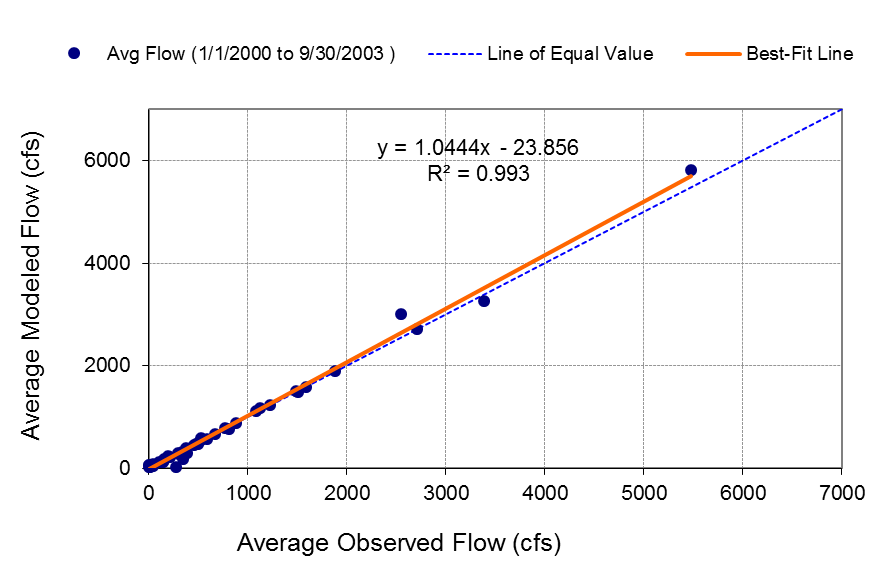 Avg Flow (1/1/2000 to 9/30/2003 ) Line of Equal Value Best-Fit Line
y = 1.0444x - 23.856
R² = 0.993
Average Modeled Flow (cfs)
6000
4000
2000
0
0 1000 2000 3000 4000 5000 6000 7000
Average Observed Flow (cfs)